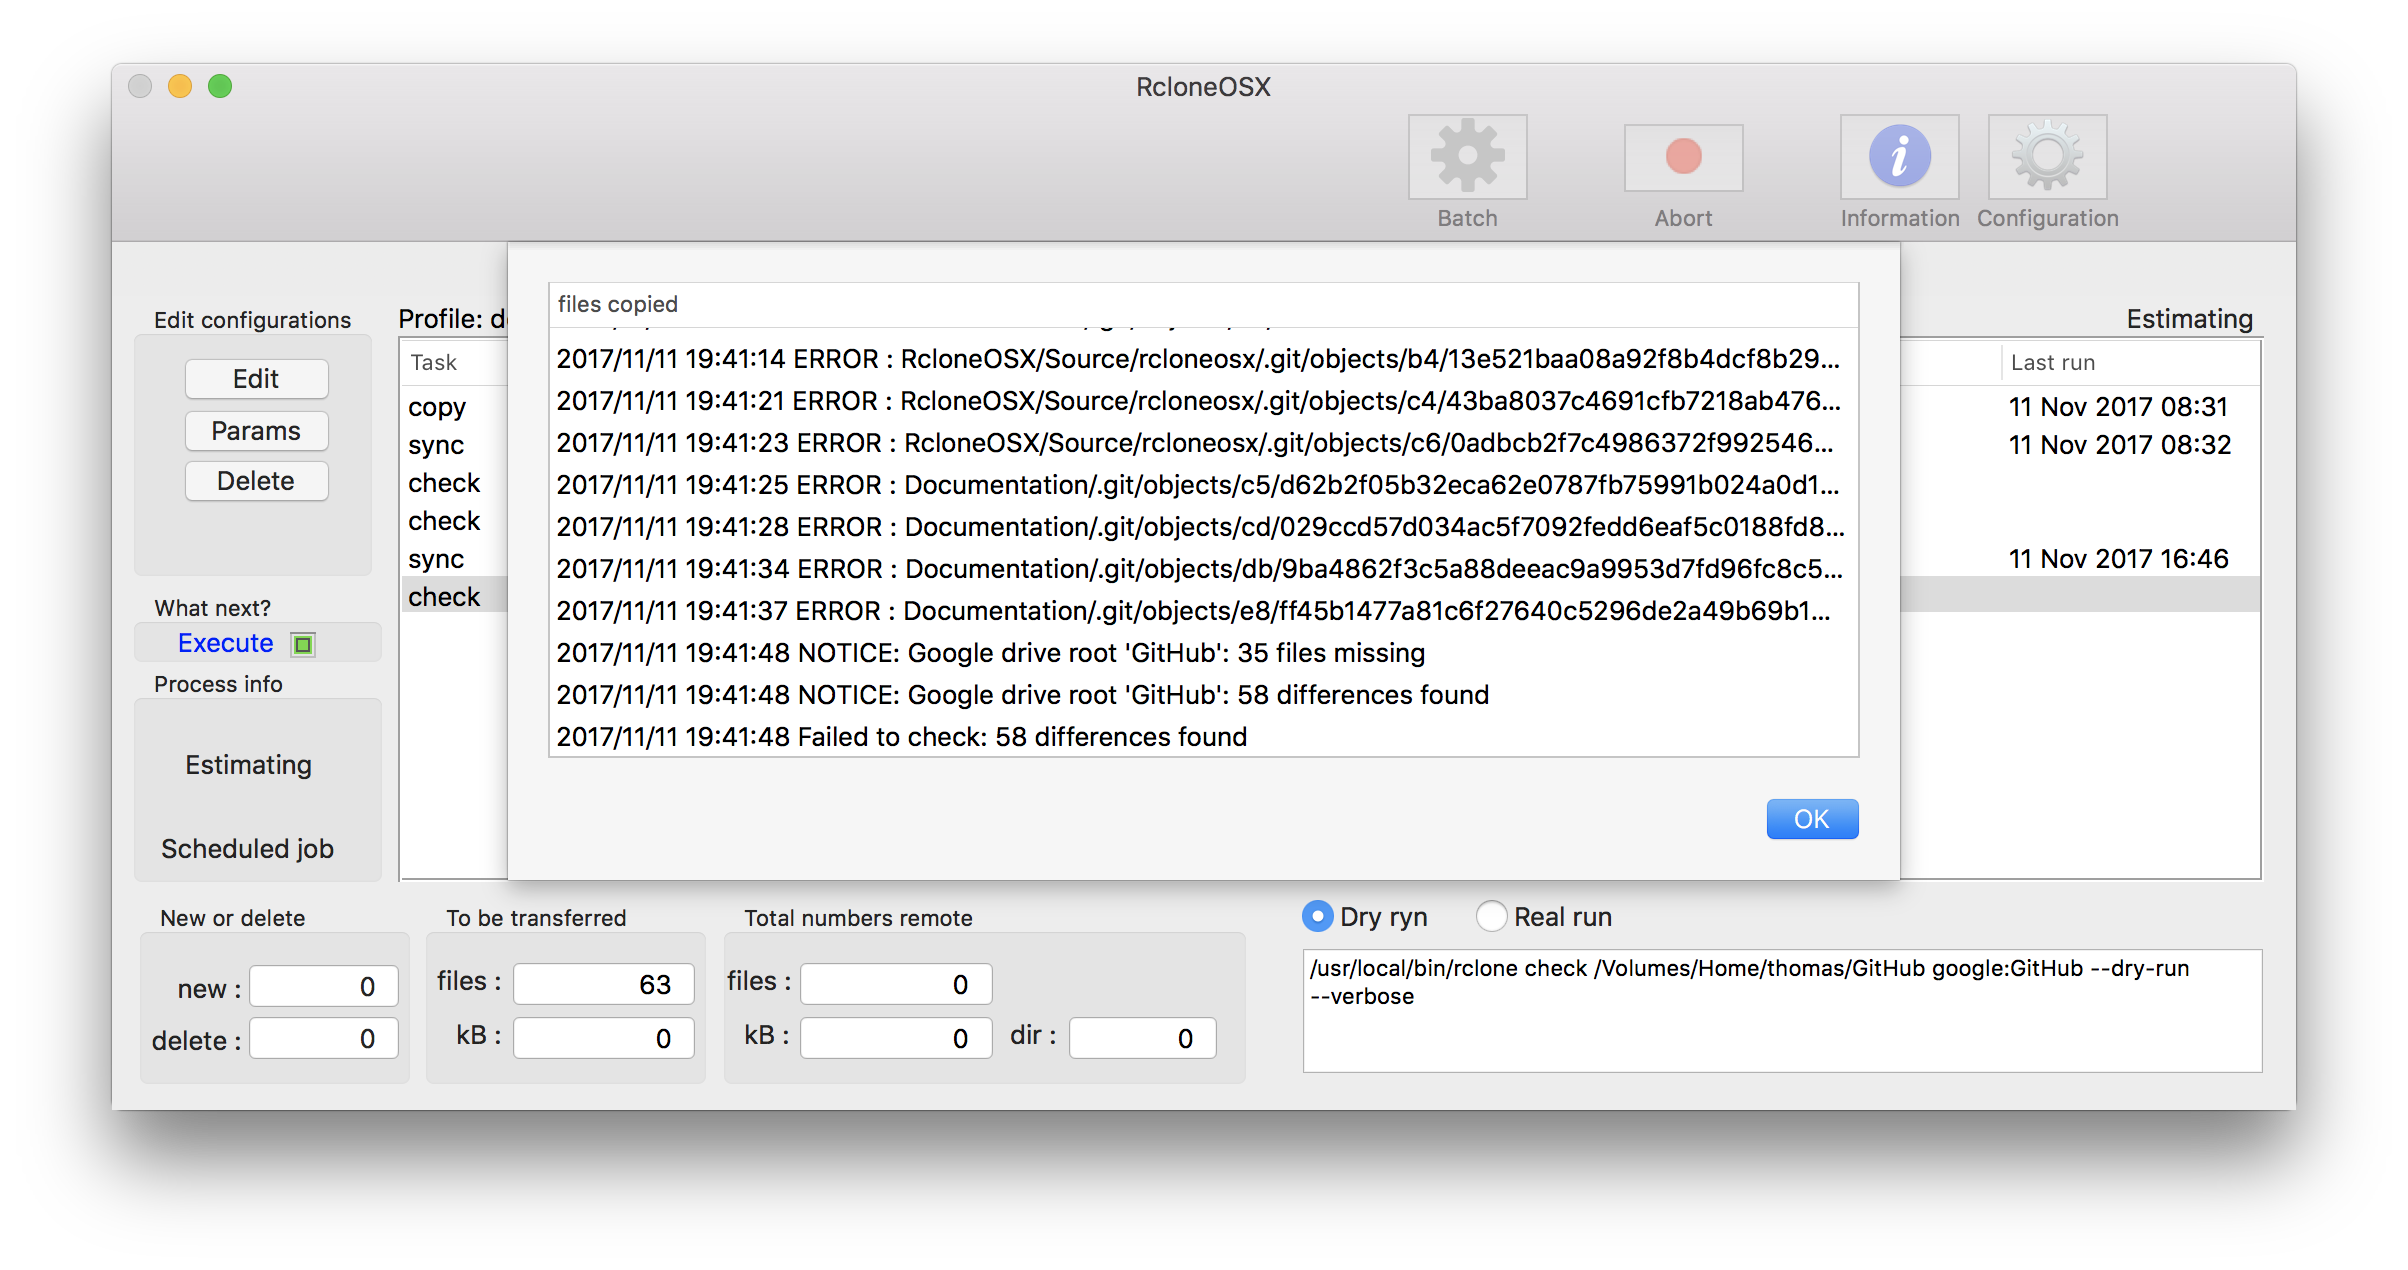 RcloneOSX
Batch
Abort
Information
Configuration
files copied
2017/11/11 19:41:14 ERROR : RcloneOSX/Source/rcloneosx/.git/objects/b4/13e521baa08a92f8b4dcf8b29...
2017/11/11 19:41:21 ERROR : RcloneOSX/Source/rcloneosx/.git/objects/c4/43ba8037c4691cfb7218ab476...
2017/11/11 19:41:23 ERROR : RcloneOSX/Source/rcloneosx/.git/objects/c6/0adbcb2f7c4986372f992546...
2017/11/11 19:41:25 ERROR : Documentation/.git/objects/c5/d62b2f05b32eca62e0787fb75991b024a0d1...
2017/11/11 19:41:28 ERROR : Documentation/.git/objects/cd/029ccd57d034ac5f7092fedd6eaf5c0188fd8...
2017/11/11 19:41:34 ERROR : Documentation/.git/objects/db/9ba4862f3c5a88deeac9a9953d7fd96fc8c5...
2017/11/11 19:41:37 ERROR : Documentation/.git/objects/e8/ff45b1477a81c6f27640c5296de2a49b69b1...
2017/11/11 19:41:48 NOTICE: Google drive root 'GitHub': 35 files missing
2017/11/11 19:41:48 NOTICE: Google drive root 'GitHub': 58 differences found
2017/11/11 19:41:48 Failed to check: 58 differences found
OK
Edit configurations
Edit
Params
Delete
What next?
Execute
Process info
Estimating
Scheduled job
Profile:
Task
copy
sync
check
check
sync
check
Estimating
Last run
11 Nov 2017 08:31
11 Nov 2017 08:32
11 Nov 2017 16:46
New or delete
new : 0
delete : 0
To be transferred
files : 63
kB : 0
Total numbers remote
files : 0
kB : 0
dir : 0
Dry ryn
Real run
/usr/local/bin/rclone check /Volumes/Home/thomas/GitHub google:GitHub --dry-run
--verbose